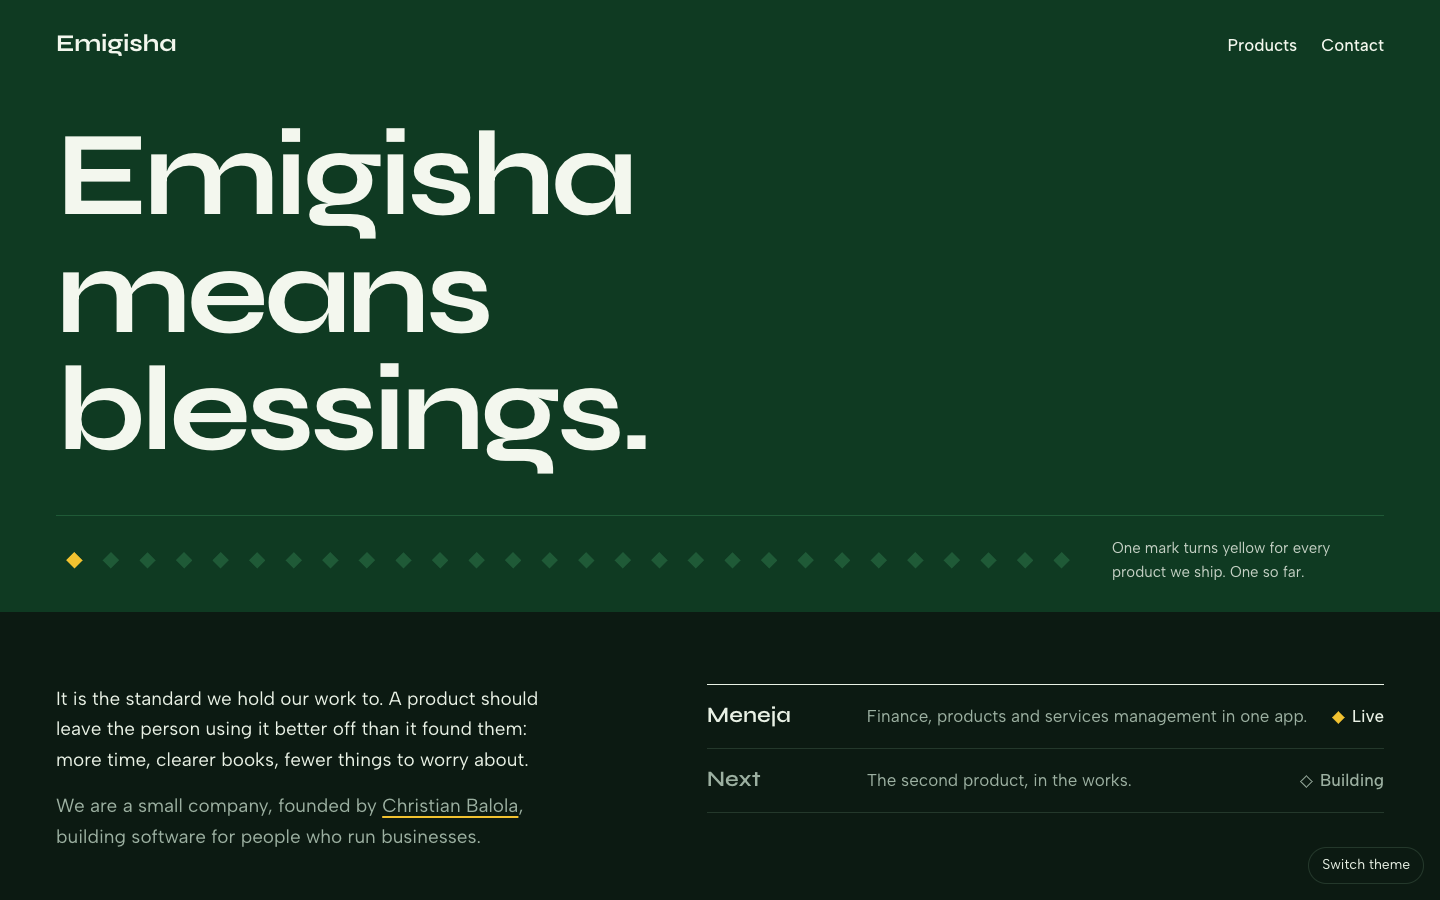 Emigisha
Products
Contact
Emigisha
means
blessings.
One mark turns yellow for every
product we ship. One so far.
It is the standard we hold our work to. A product should
leave the person using it better off than it found them:
more time, clearer books, fewer things to worry about.
We are a small company, founded by Christian Balola,
building software for people who run businesses.
Meneja
Finance, products and services management in one app.
Live
Next
The second product, in the works.
Building
Switch theme